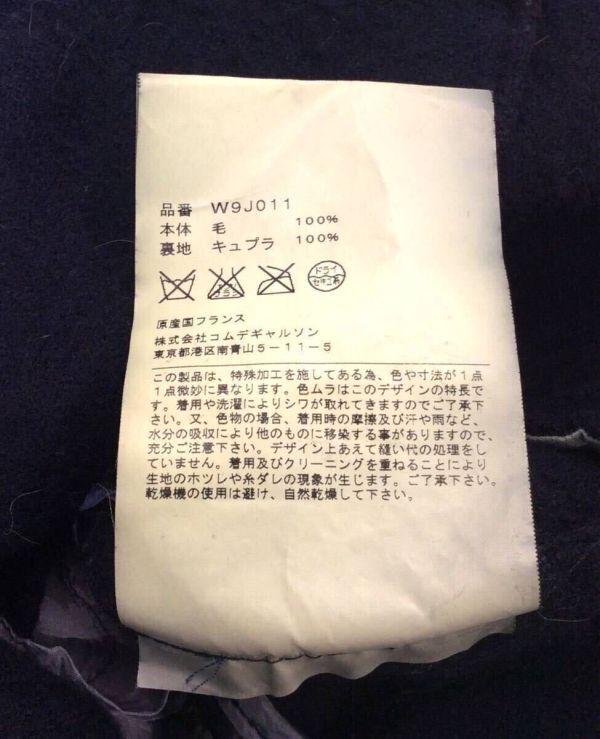 品番 W9J011
本体 毛 100%
裏地 キュプラ 100%
ドライ
セキユ系
原産国フランス
株式会社コムデギャルソン
東京都港区南青山5-11-5
この製品は、特殊加工を施してある為、色や寸法が1点
1点微妙に異なります。色ムラはこのデザインの特長で
す。着用や洗濯によりシワが取れてきますのでご了承下
さい。又、色物の場合、着用時の摩擦及び汗や雨など、
水分の吸収により他のものに移染する事がありますので、
充分ご注意下さい。デザイン上あえて縫い代の処理をし
ていません。着用及びクリーニングを重ねることにより
生地のホツレや糸ダレの現象が生じます。ご了承下さい。
乾燥機の使用は避け、自然乾燥して下さい。